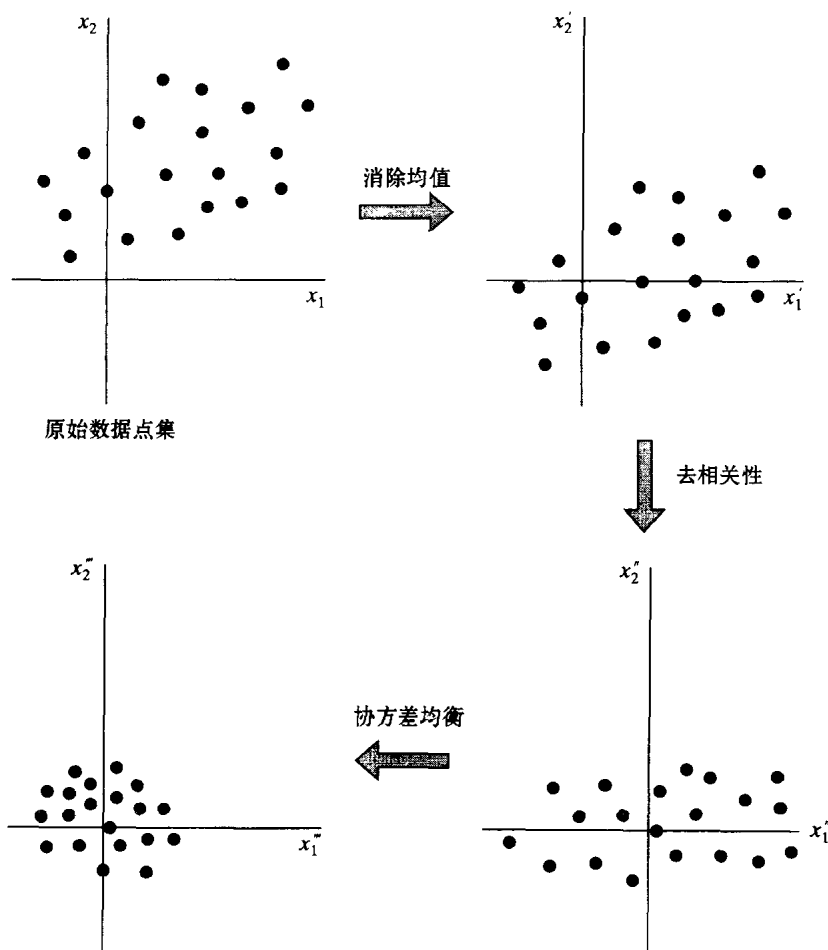 x₂
x₂′
消除均值
x₁
x₁′
原始数据点集
去相关性
x₂‴
x₂″
协方差均衡
x₁‴
x₁″